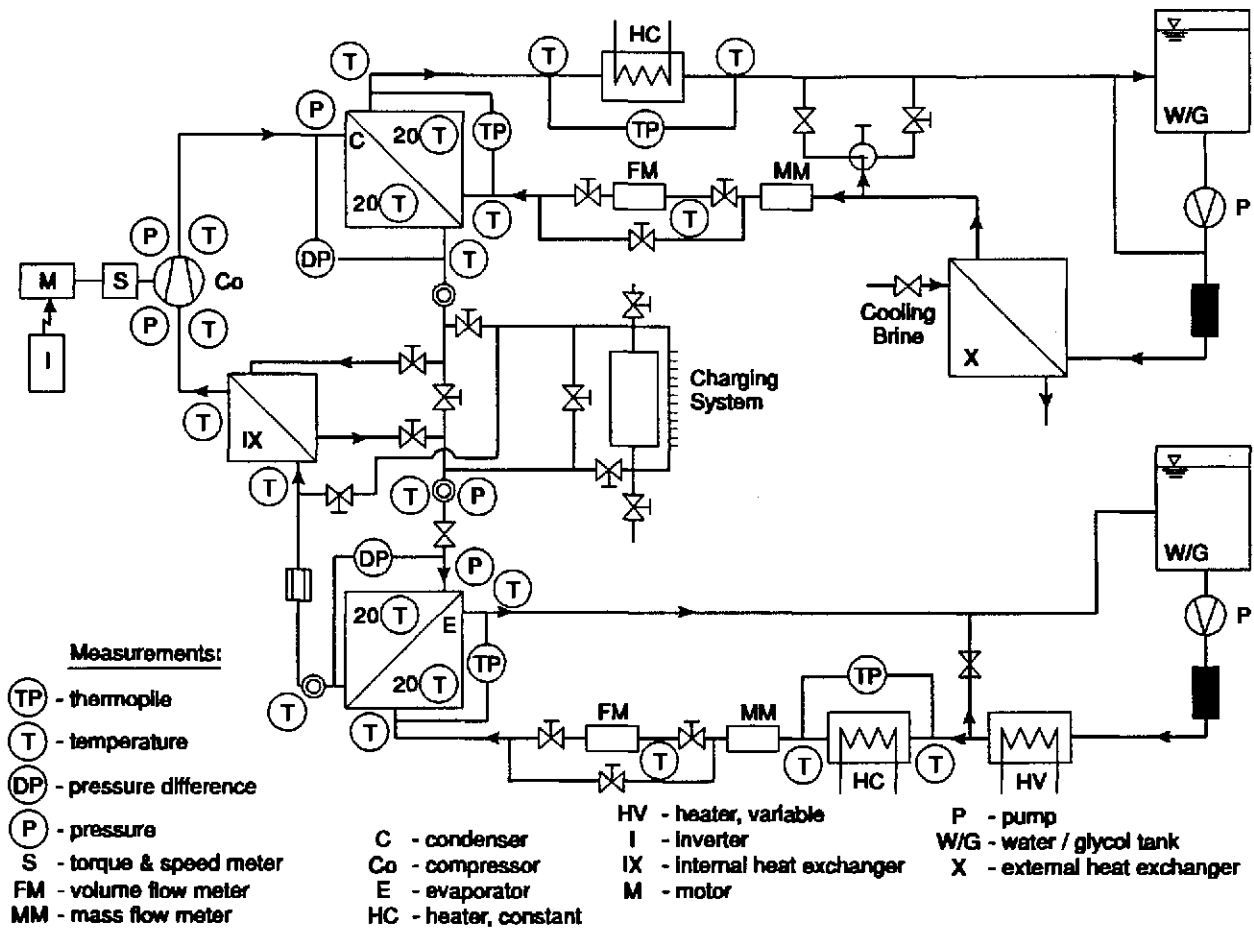 HC
T
T
T
W/G
P
TP
TP
C
20 T
20 T
FM
MM
T
T
P
P
T
M
S
Co
DP
T
P
T
I
Cooling
Brine
X
Charging
System
T
IX
T
T
P
W/G
DP
P
T
20 T
E
20 T
TP
P
T
T
FM
MM
TP
T
T
T
HC
HV
Measurements:
TP - thermopile
T - temperature
DP - pressure difference
P - pressure
S - torque & speed meter
FM - volume flow meter
MM - mass flow meter
C - condenser
Co - compressor
E - evaporator
HC - heater, constant
HV - heater, variable
I - inverter
IX - internal heat exchanger
M - motor
P - pump
W/G - water / glycol tank
X - external heat exchanger